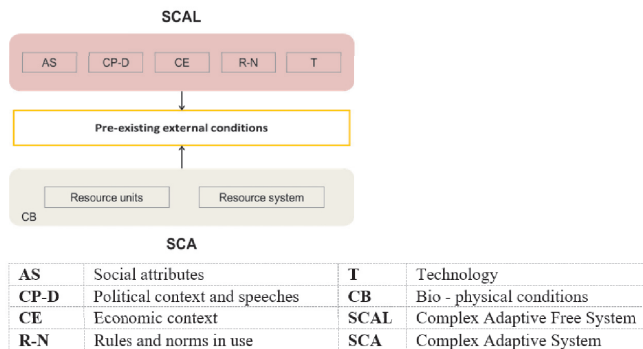 SCAL
AS CP-D CE R-N T
Pre-existing external conditions
Resource units Resource system
CB
SCA
AS Social attributes T Technology
CP-D Political context and speeches CB Bio - physical conditions
CE Economic context SCAL Complex Adaptive Free System
R-N Rules and norms in use SCA Complex Adaptive System